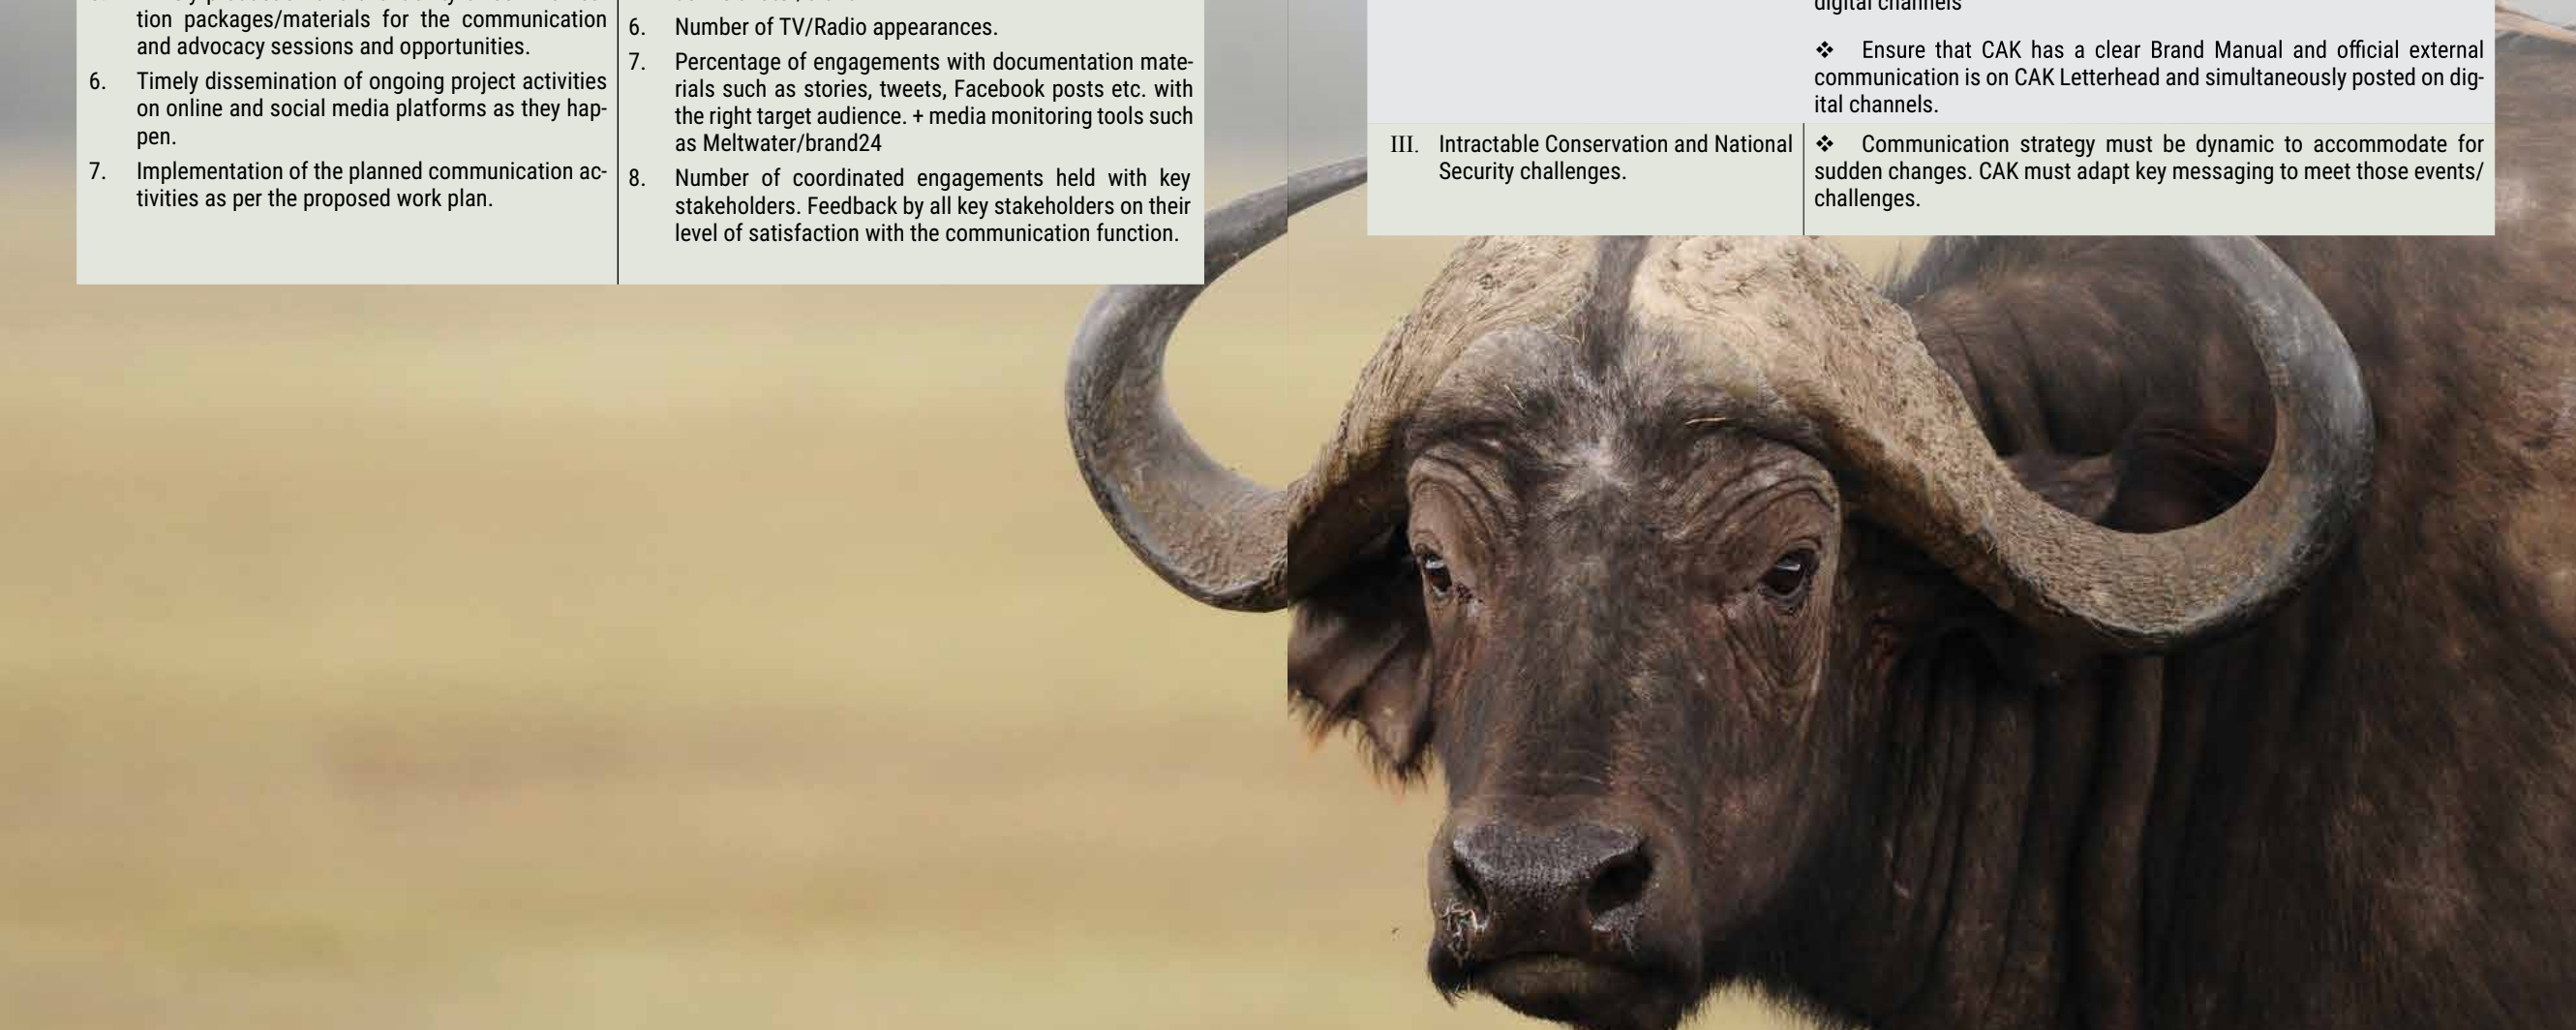 tion packages/materials for the communication
and advocacy sessions and opportunities.
6. Timely dissemination of ongoing project activities
on online and social media platforms as they hap-
pen.
7. Implementation of the planned communication ac-
tivities as per the proposed work plan.
6. Number of TV/Radio appearances.
7. Percentage of engagements with documentation mate-
rials such as stories, tweets, Facebook posts etc. with
the right target audience. + media monitoring tools such
as Meltwater/brand24
8. Number of coordinated engagements held with key
stakeholders. Feedback by all key stakeholders on their
level of satisfaction with the communication function.
digital channels
❖ Ensure that CAK has a clear Brand Manual and official external
communication is on CAK Letterhead and simultaneously posted on dig-
ital channels.
III. Intractable Conservation and National
Security challenges.
❖ Communication strategy must be dynamic to accommodate for
sudden changes. CAK must adapt key messaging to meet those events/
challenges.